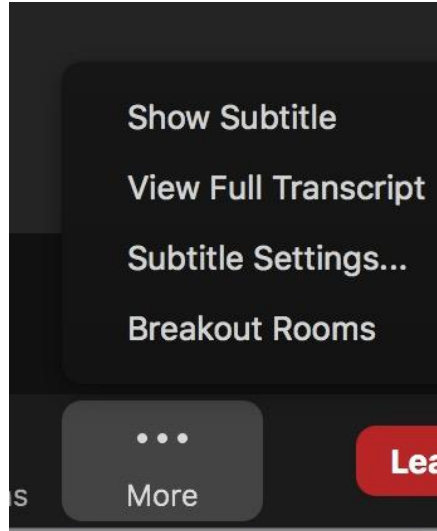 Show Subtitle
View Full Transcript
Subtitle Settings...
Breakout Rooms
More